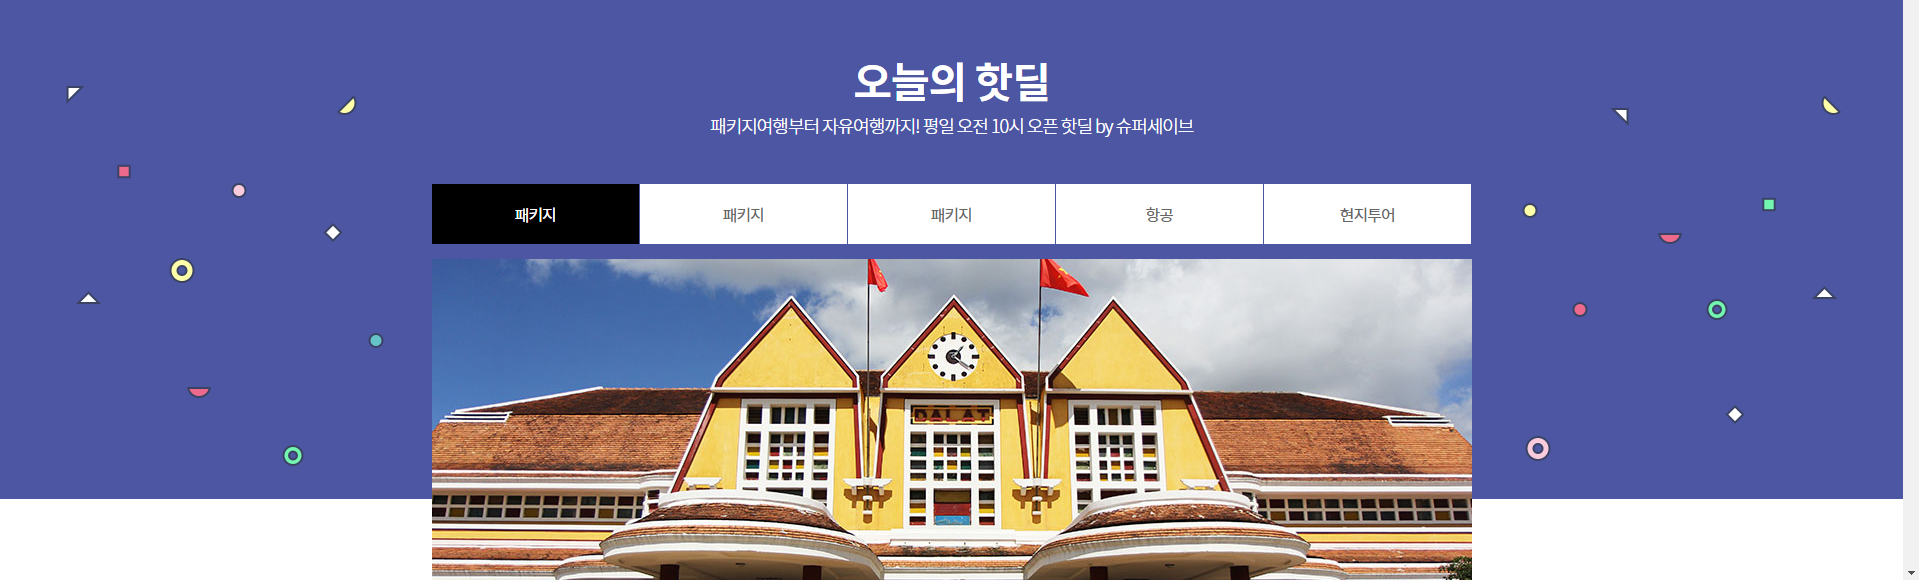 오늘의 핫딜
패키지여행부터 자유여행까지! 평일 오전 10시 오픈 핫딜 by 슈퍼세이브
패키지
패키지
패키지
항공
현지투어
DALAT